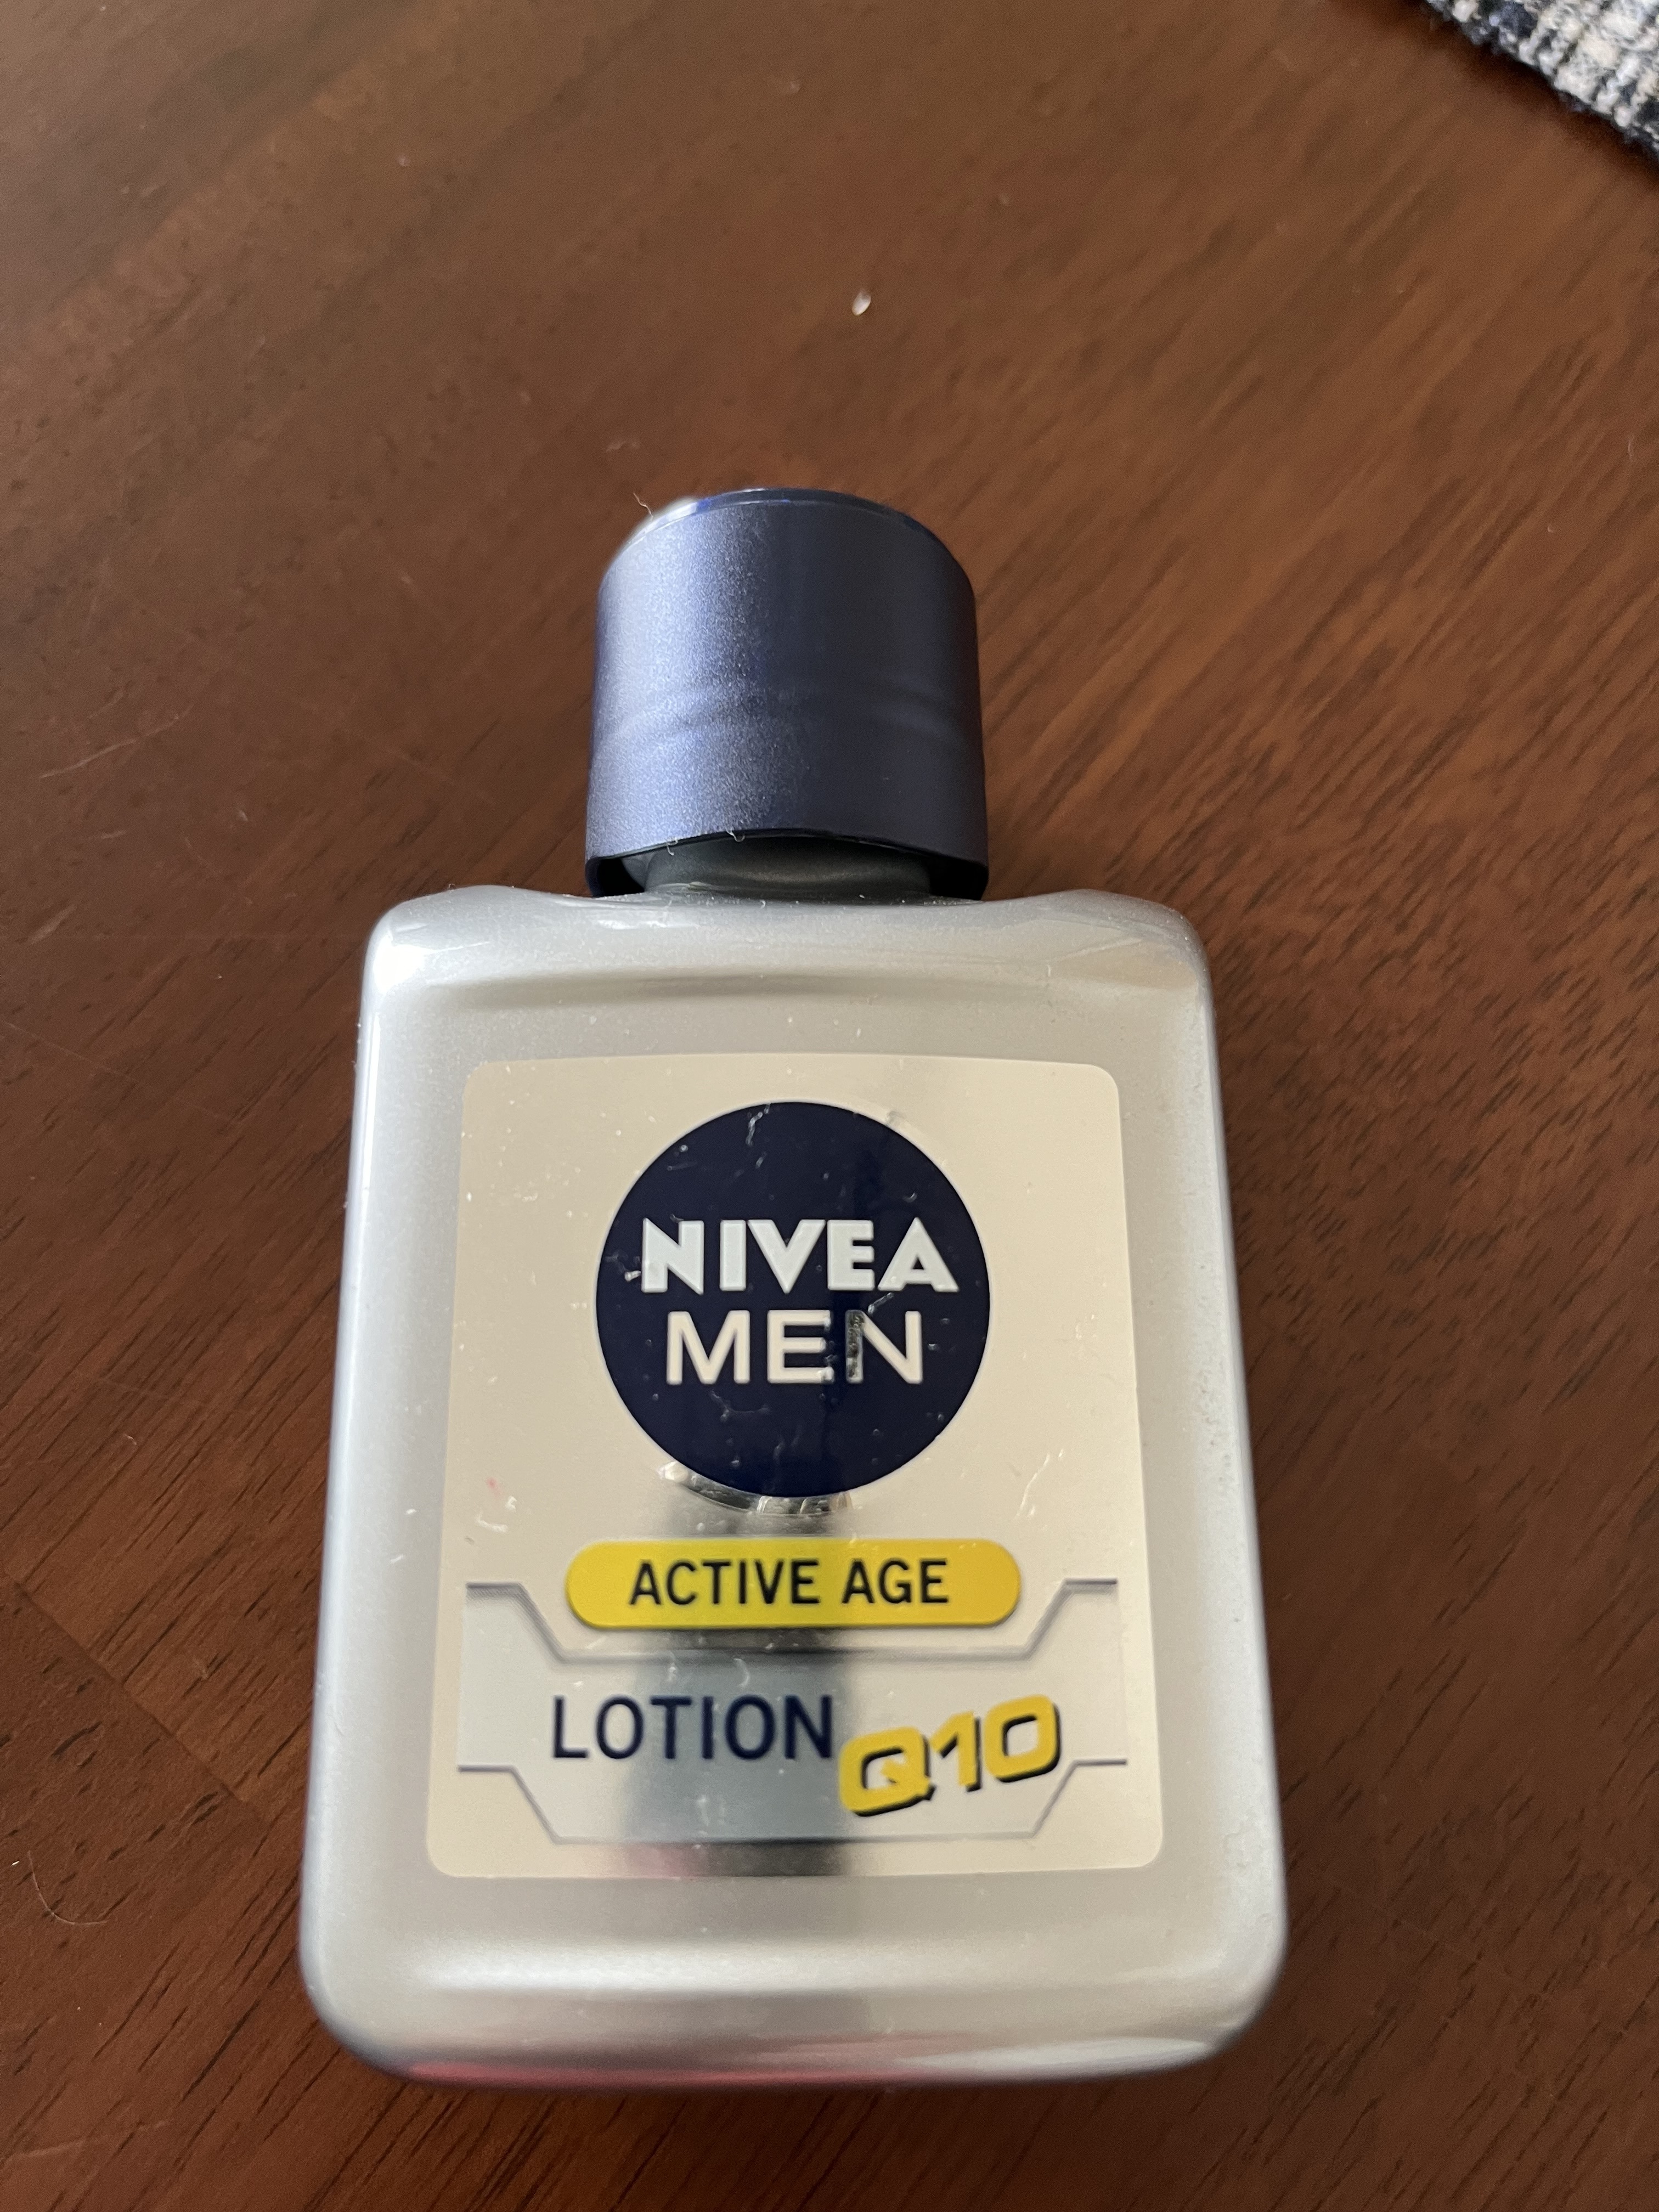 NIVEA
MEN
ACTIVE AGE
LOTION Q10